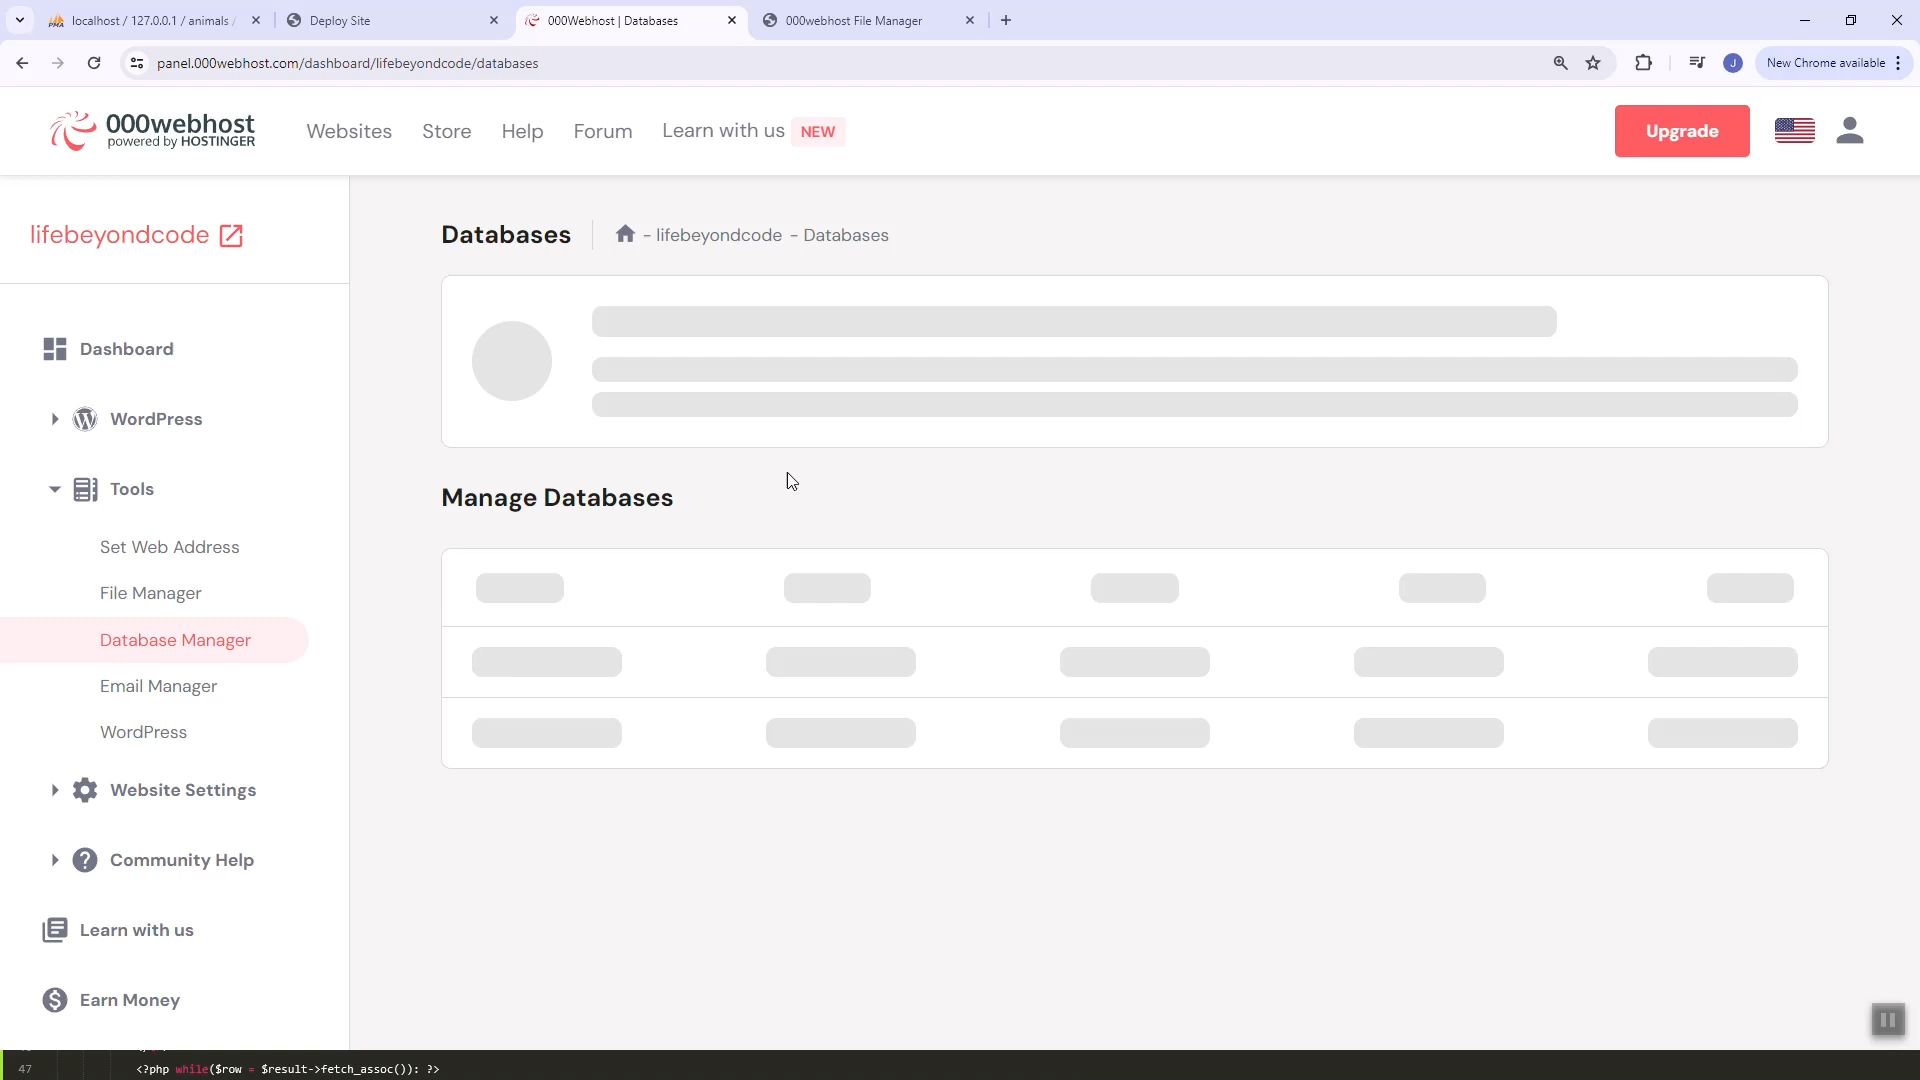 localhost / 127.0.0.1 / animals /
Deploy Site
000Webhost | Databases
000webhost File Manager
panel.000webhost.com/dashboard/lifebeyondcode/databases
J
New Chrome available
000webhost
powered by HOSTINGER
Websites
Store
Help
Forum
Learn with us
NEW
Upgrade
lifebeyondcode
Databases
- lifebeyondcode - Databases
Dashboard
WordPress
Tools
Set Web Address
File Manager
Database Manager
Email Manager
WordPress
Website Settings
Community Help
Learn with us
Earn Money
Manage Databases
47 <?php while($row = $result->fetch_assoc()): ?>